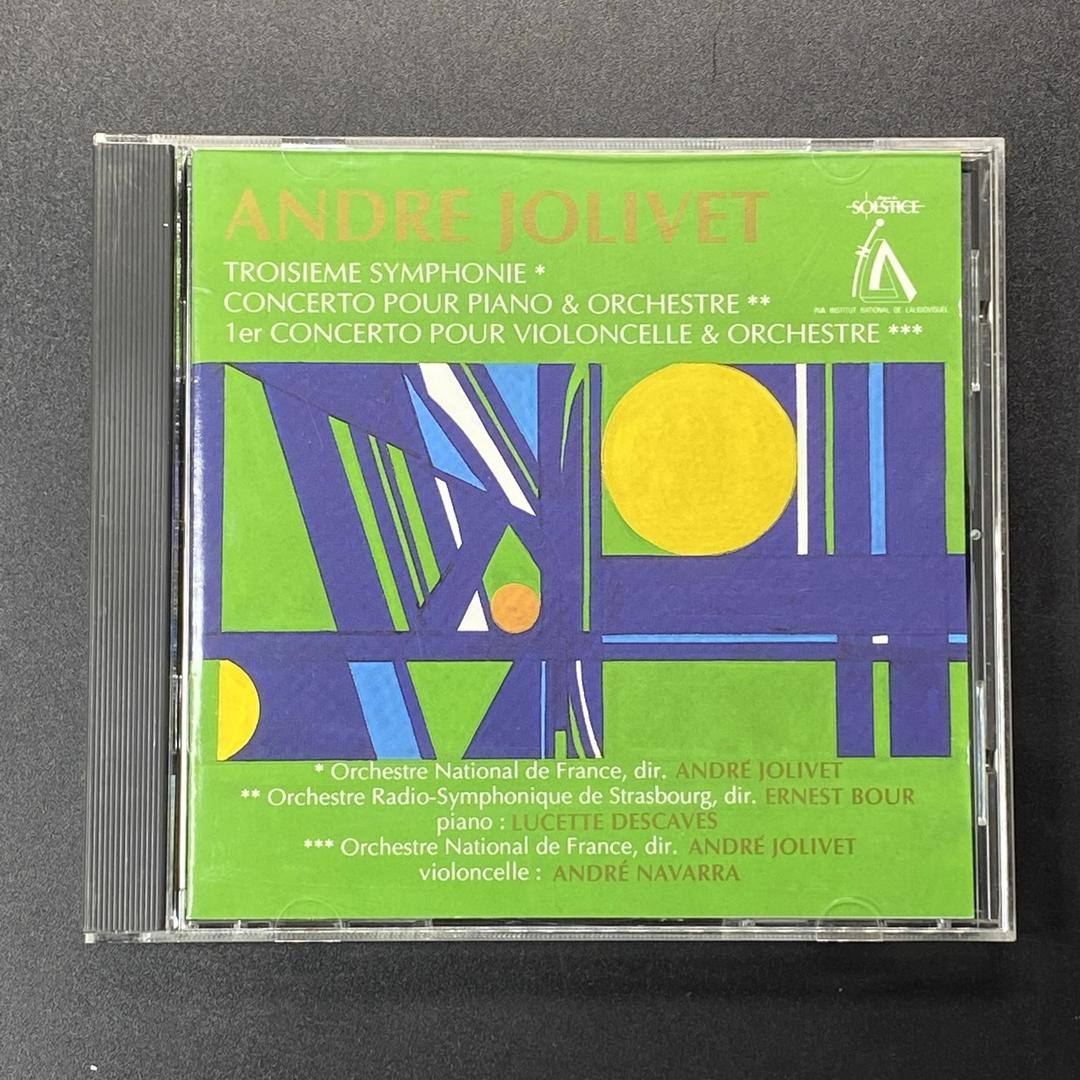 ANDRÉ JOLIVET
SOLSTICE
TROISIEME SYMPHONIE *
CONCERTO POUR PIANO & ORCHESTRE **
INA INSTITUT NATIONAL DE L'AUDIOVISUEL
1er CONCERTO POUR VIOLONCELLE & ORCHESTRE ***
* Orchestre National de France, dir. ANDRÉ JOLIVET
** Orchestre Radio-Symphonique de Strasbourg, dir. ERNEST BOUR
piano : LUCETTE DESCAVES
*** Orchestre National de France, dir. ANDRÉ JOLIVET
violoncelle : ANDRÉ NAVARRA